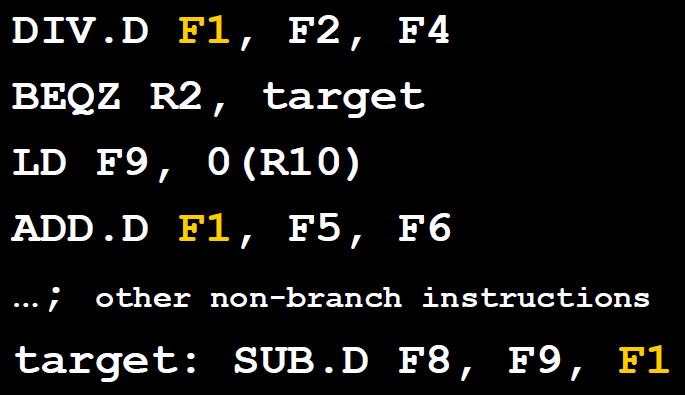 DIV.D F1, F2, F4
BEQZ R2, target
LD F9, 0(R10)
ADD.D F1, F5, F6
…; other non-branch instructions
target: SUB.D F8, F9, F1